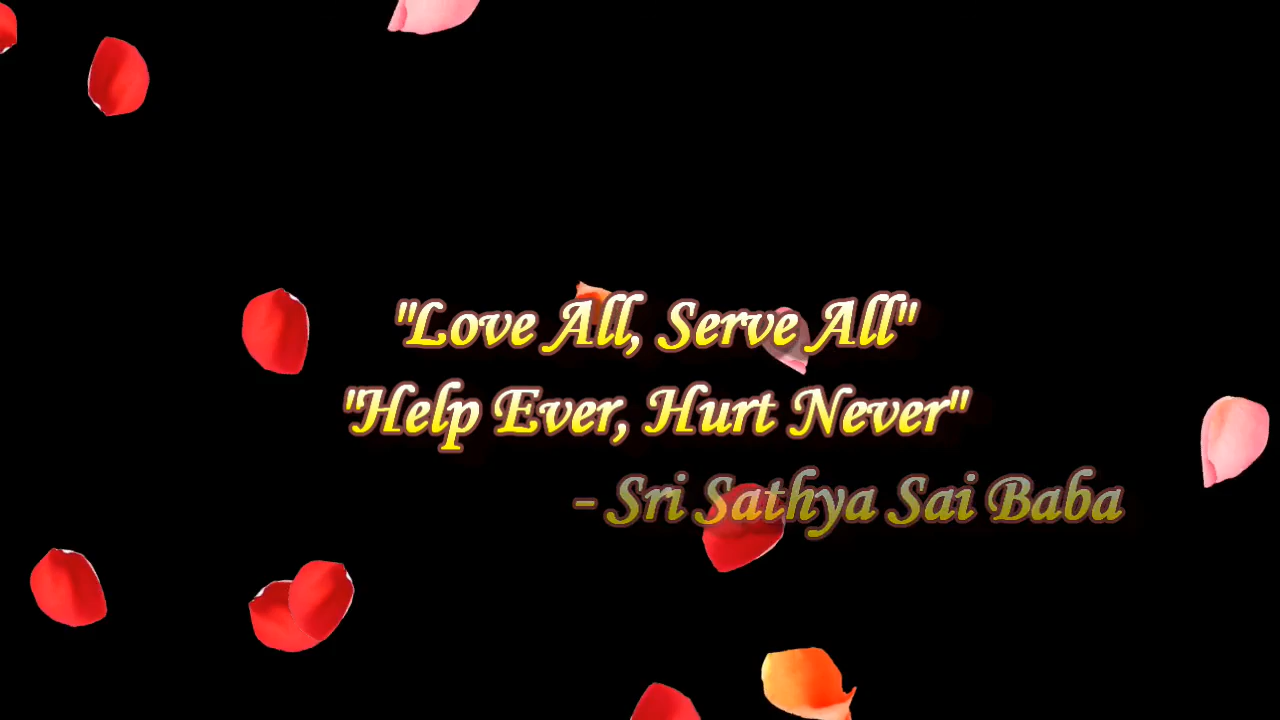 "Love All, Serve All"
"Help Ever, Hurt Never"
- Sri Sathya Sai Baba